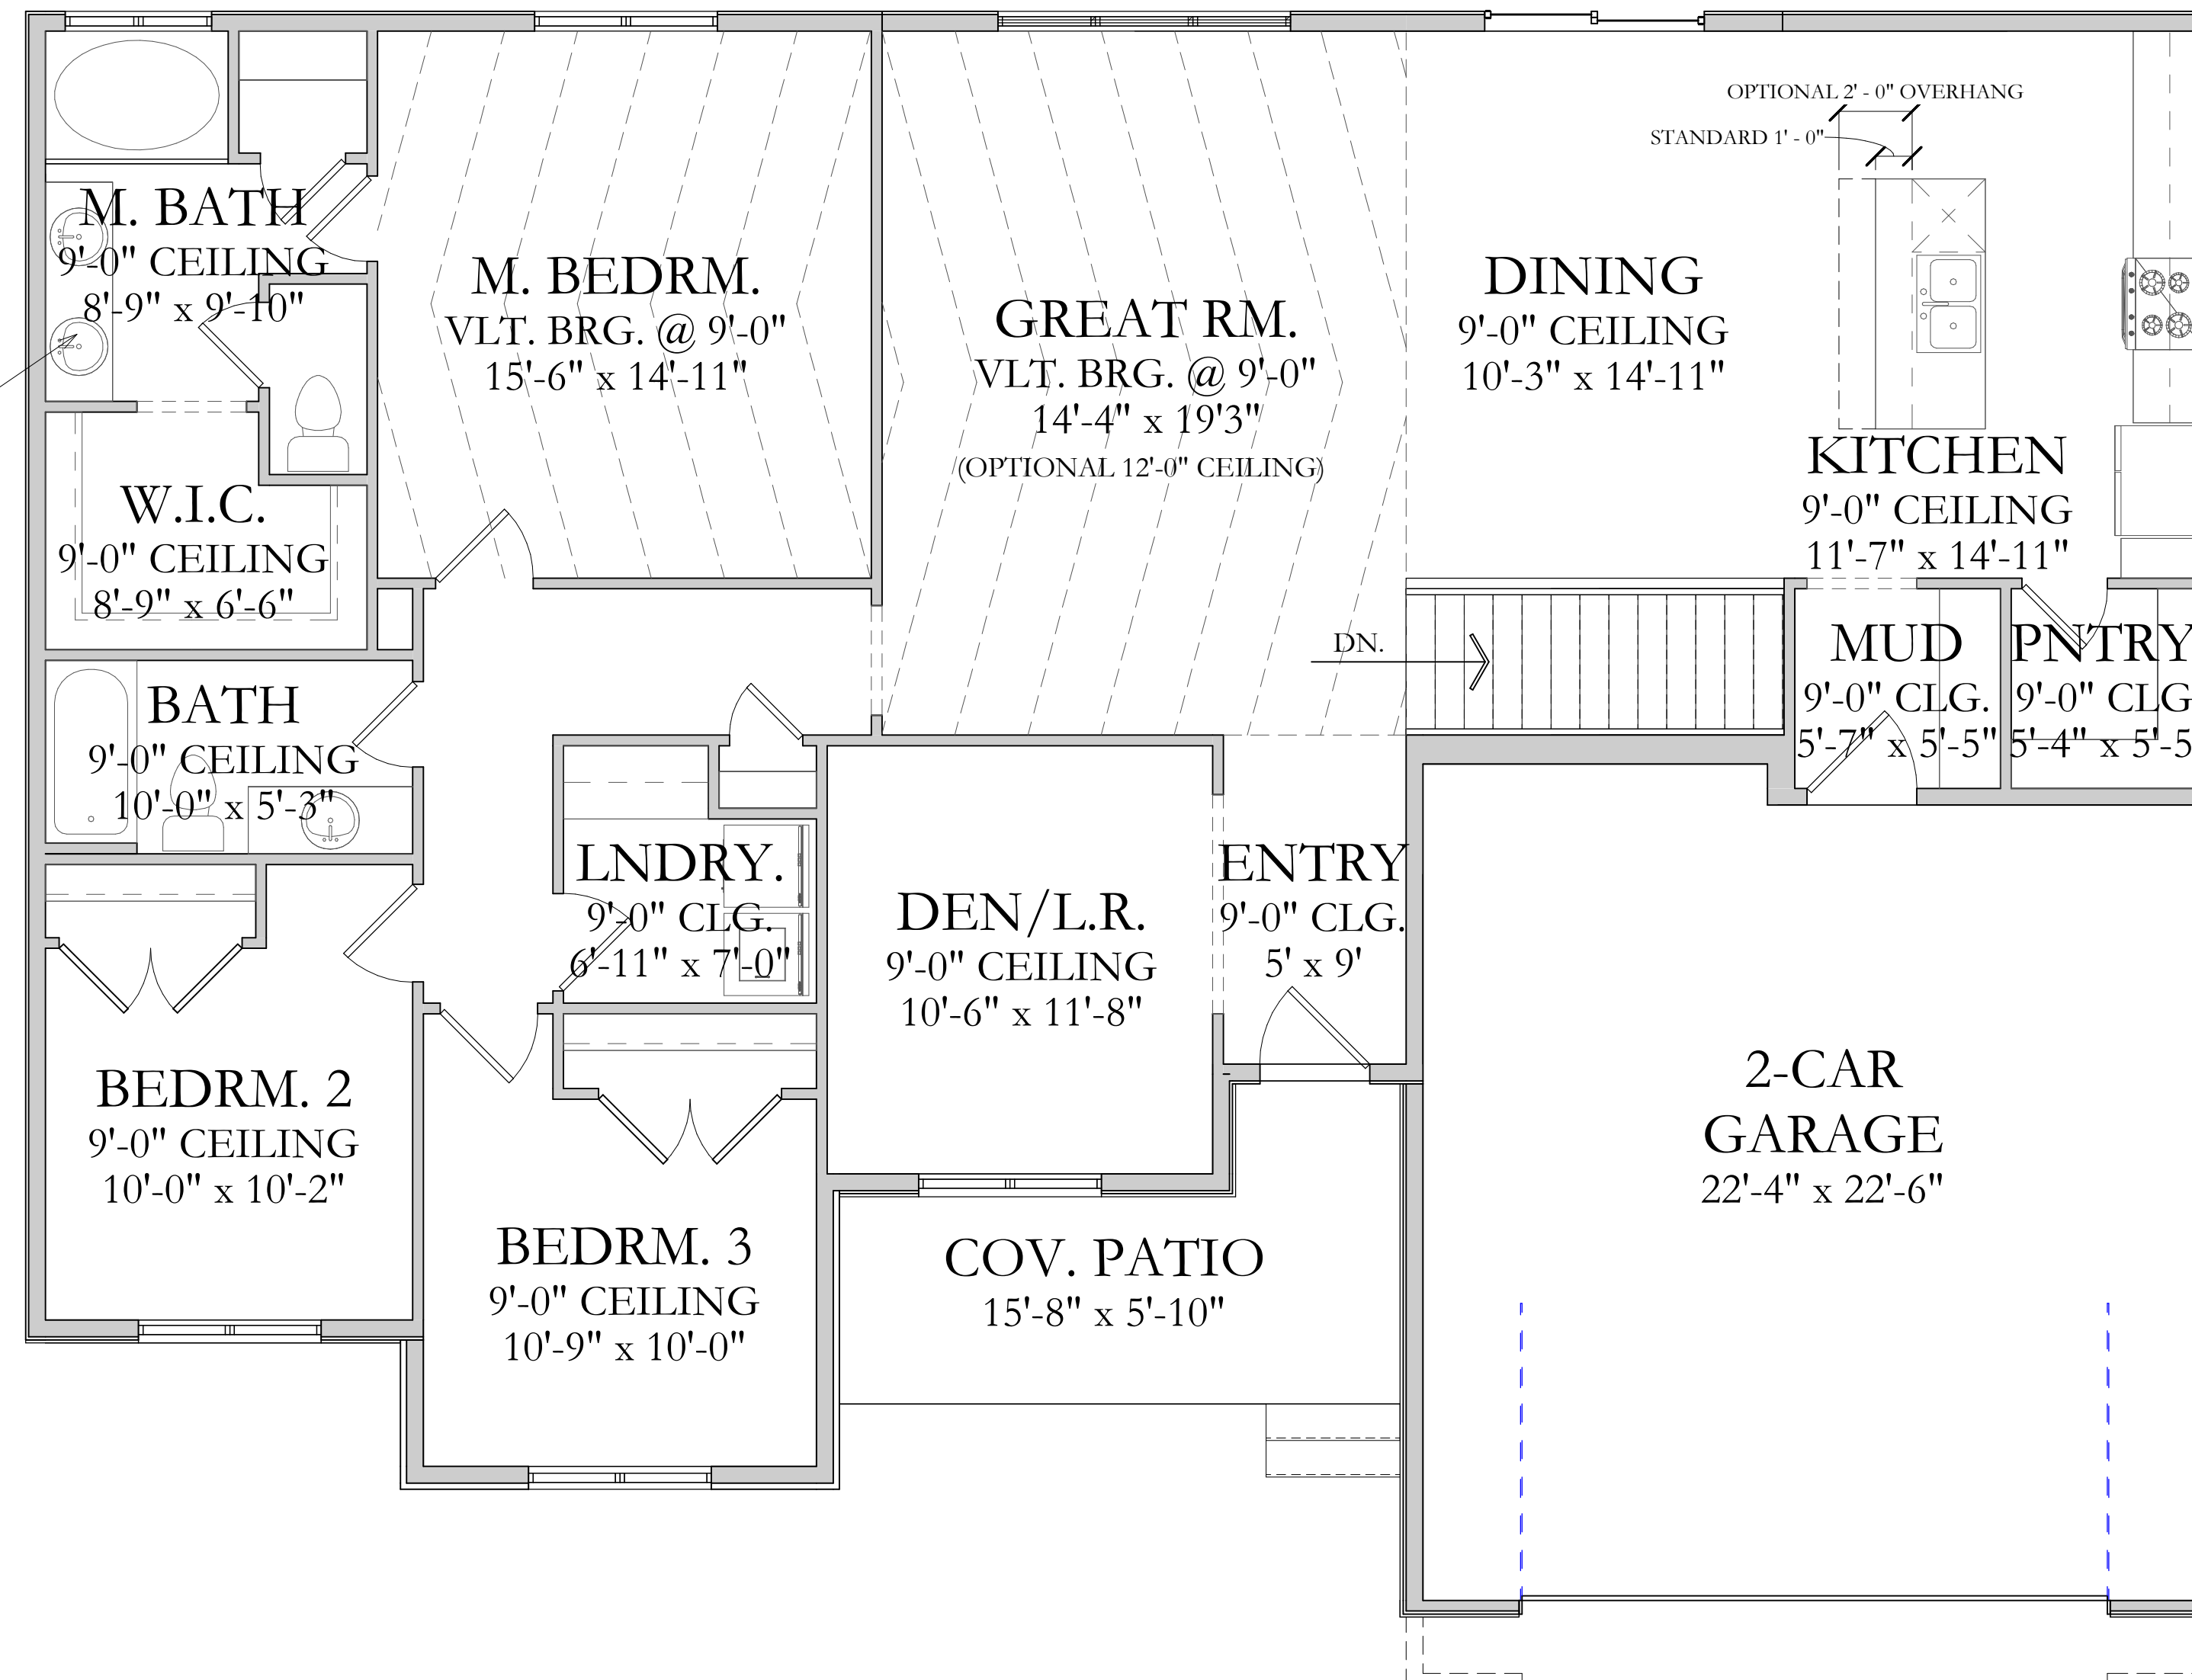 OPTIONAL 2' - 0" OVERHANG
STANDARD 1' - 0"
M. BATH
9'-0" CEILING
8'-9" x 9'-10"
M. BEDRM.
VLT. BRG. @ 9'-0"
15'-6" x 14'-11"
GREAT RM.
VLT. BRG. @ 9'-0"
14'-4" x 19'3"
(OPTIONAL 12'-0" CEILING)
DINING
9'-0" CEILING
10'-3" x 14'-11"
KITCHEN
9'-0" CEILING
11'-7" x 14'-11"
W.I.C.
9'-0" CEILING
8'-9" x 6'-6"
DN.
MUD
9'-0" CLG.
5'-7" x 5'-5"
PNTRY
9'-0" CLG
5'-4" x 5'-5
BATH
9'-0" CEILING
10'-0" x 5'-3"
LNDRY.
9'-0" CLG.
6'-11" x 7'-0"
DEN/L.R.
9'-0" CEILING
10'-6" x 11'-8"
ENTRY
9'-0" CLG.
5' x 9'
BEDRM. 2
9'-0" CEILING
10'-0" x 10'-2"
BEDRM. 3
9'-0" CEILING
10'-9" x 10'-0"
COV. PATIO
15'-8" x 5'-10"
2-CAR
GARAGE
22'-4" x 22'-6"